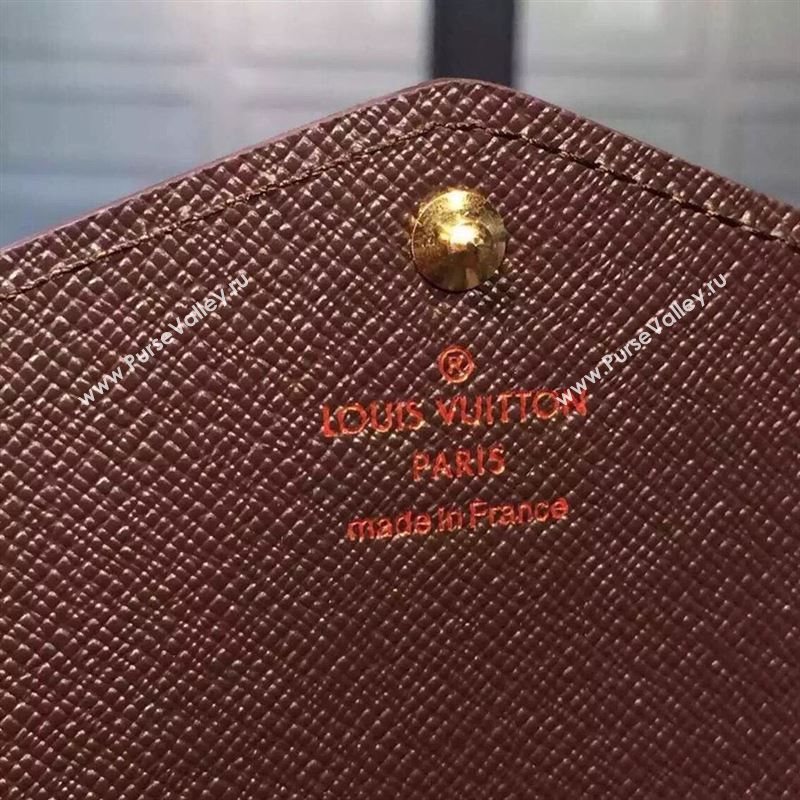 ®
LOUIS VUITTON
PARIS
made in France
www.PurseValley.ru
www.PurseValley.ru